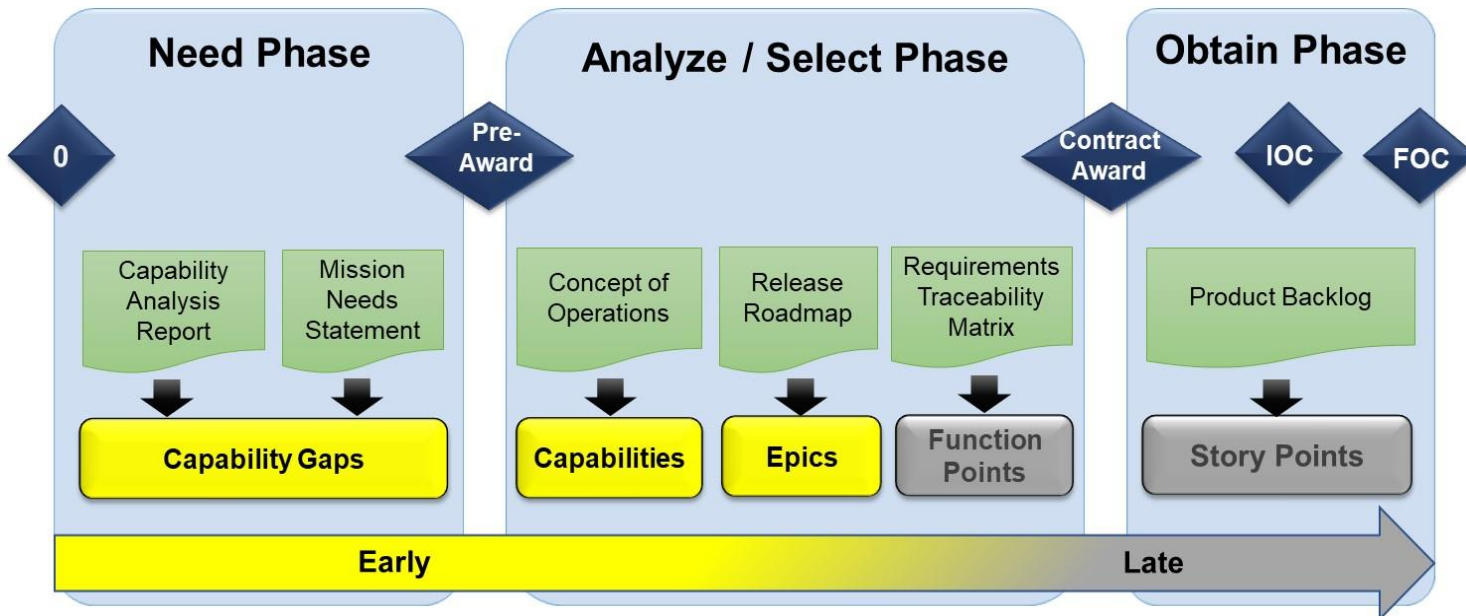 Need Phase
Analyze / Select Phase
Obtain Phase
0
Pre-
Award
Contract
Award
IOC
FOC
Capability
Analysis
Report
Mission
Needs
Statement
Concept of
Operations
Release
Roadmap
Requirements
Traceability
Matrix
Product Backlog
Capability Gaps
Capabilities
Epics
Function
Points
Story Points
Early
Late